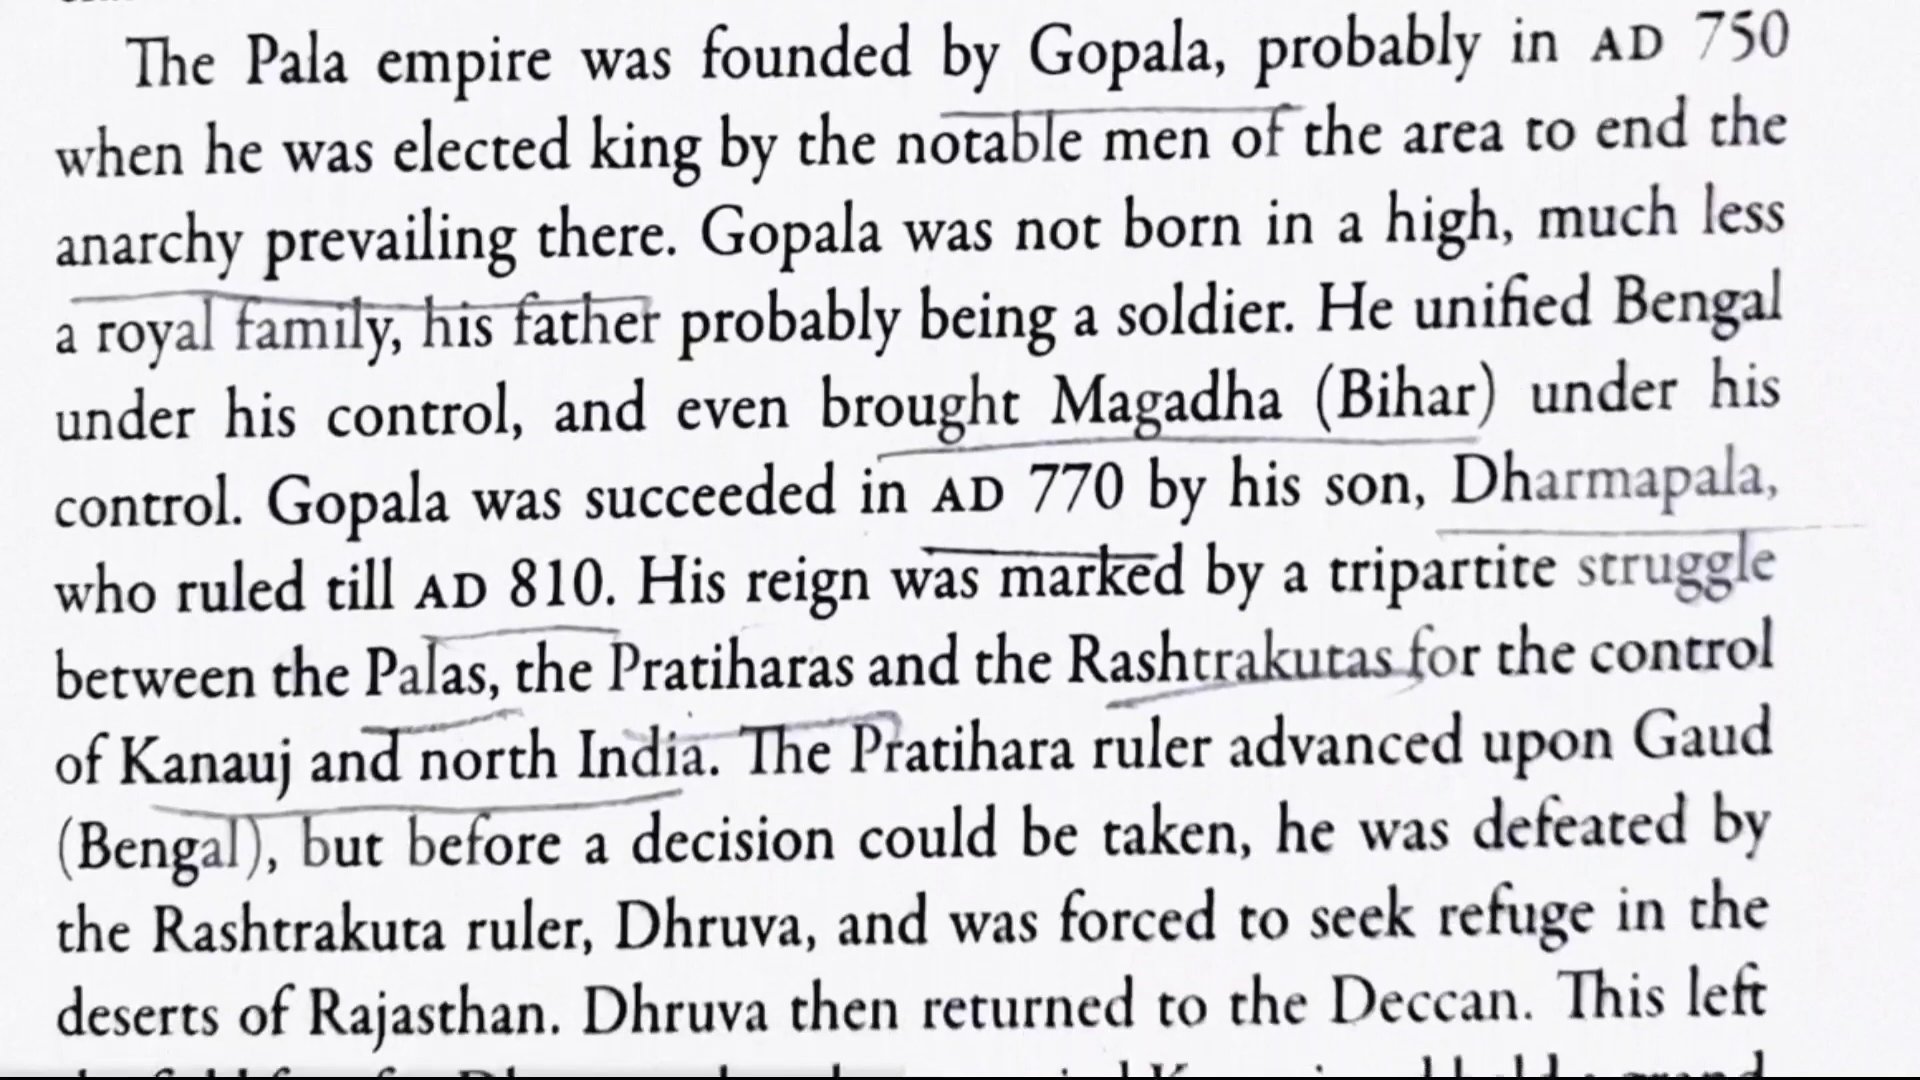 The Pala empire was founded by Gopala, probably in AD 750
when he was elected king by the notable men of the area to end the
anarchy prevailing there. Gopala was not born in a high, much less
a royal family, his father probably being a soldier. He unified Bengal
under his control, and even brought Magadha (Bihar) under his
control. Gopala was succeeded in AD 770 by his son, Dharmapala,
who ruled till AD 810. His reign was marked by a tripartite struggle
between the Palas, the Pratiharas and the Rashtrakutas for the control
of Kanauj and north India. The Pratihara ruler advanced upon Gaud
(Bengal), but before a decision could be taken, he was defeated by
the Rashtrakuta ruler, Dhruva, and was forced to seek refuge in the
deserts of Rajasthan. Dhruva then returned to the Deccan. This left